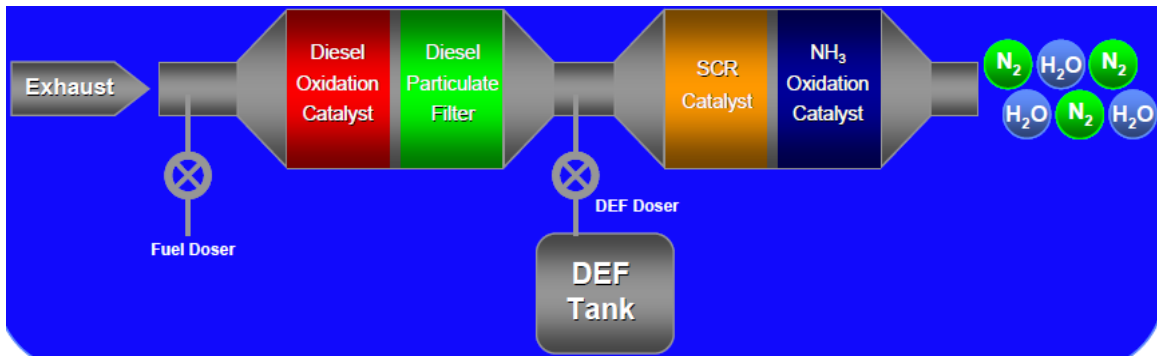 Exhaust
Fuel Doser
Diesel
Oxidation
Catalyst
Diesel
Particulate
Filter
DEF Doser
DEF
Tank
SCR
Catalyst
NH₃
Oxidation
Catalyst
N₂
H₂O
N₂
H₂O
N₂
H₂O